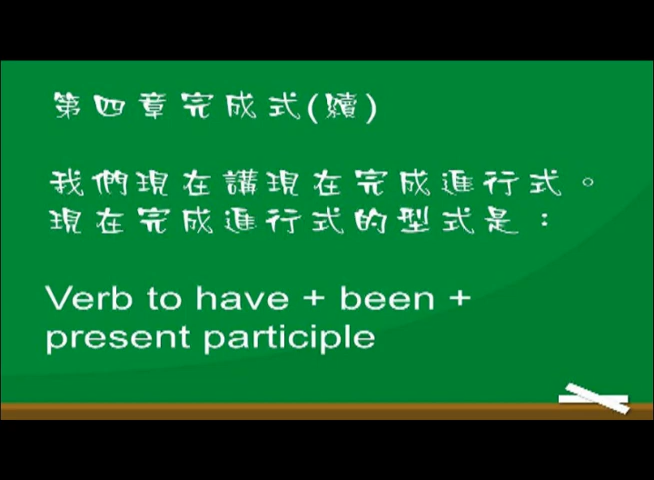 第四章完成式(續)
我們現在講現在完成進行式。
現在完成進行式的型式是：
Verb to have + been +
present participle